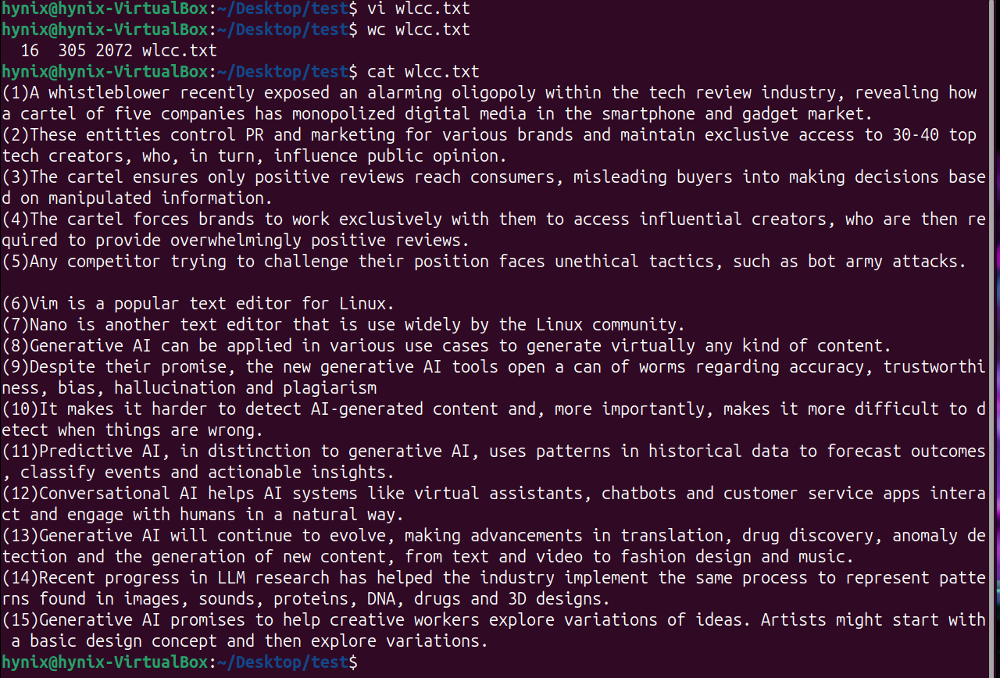 hynix@hynix-VirtualBox:~/Desktop/test$ vi wlcc.txt
hynix@hynix-VirtualBox:~/Desktop/test$ wc wlcc.txt
  16  305 2072 wlcc.txt
hynix@hynix-VirtualBox:~/Desktop/test$ cat wlcc.txt
(1)A whistleblower recently exposed an alarming oligopoly within the tech review industry, revealing how
a cartel of five companies has monopolized digital media in the smartphone and gadget market.
(2)These entities control PR and marketing for various brands and maintain exclusive access to 30-40 top
tech creators, who, in turn, influence public opinion.
(3)The cartel ensures only positive reviews reach consumers, misleading buyers into making decisions base
d on manipulated information.
(4)The cartel forces brands to work exclusively with them to access influential creators, who are then re
quired to provide overwhelmingly positive reviews.
(5)Any competitor trying to challenge their position faces unethical tactics, such as bot army attacks.

(6)Vim is a popular text editor for Linux.
(7)Nano is another text editor that is use widely by the Linux community.
(8)Generative AI can be applied in various use cases to generate virtually any kind of content.
(9)Despite their promise, the new generative AI tools open a can of worms regarding accuracy, trustworthi
ness, bias, hallucination and plagiarism
(10)It makes it harder to detect AI-generated content and, more importantly, makes it more difficult to d
etect when things are wrong.
(11)Predictive AI, in distinction to generative AI, uses patterns in historical data to forecast outcomes
, classify events and actionable insights.
(12)Conversational AI helps AI systems like virtual assistants, chatbots and customer service apps intera
ct and engage with humans in a natural way.
(13)Generative AI will continue to evolve, making advancements in translation, drug discovery, anomaly de
tection and the generation of new content, from text and video to fashion design and music.
(14)Recent progress in LLM research has helped the industry implement the same process to represent patte
rns found in images, sounds, proteins, DNA, drugs and 3D designs.
(15)Generative AI promises to help creative workers explore variations of ideas. Artists might start with
 a basic design concept and then explore variations.
hynix@hynix-VirtualBox:~/Desktop/test$